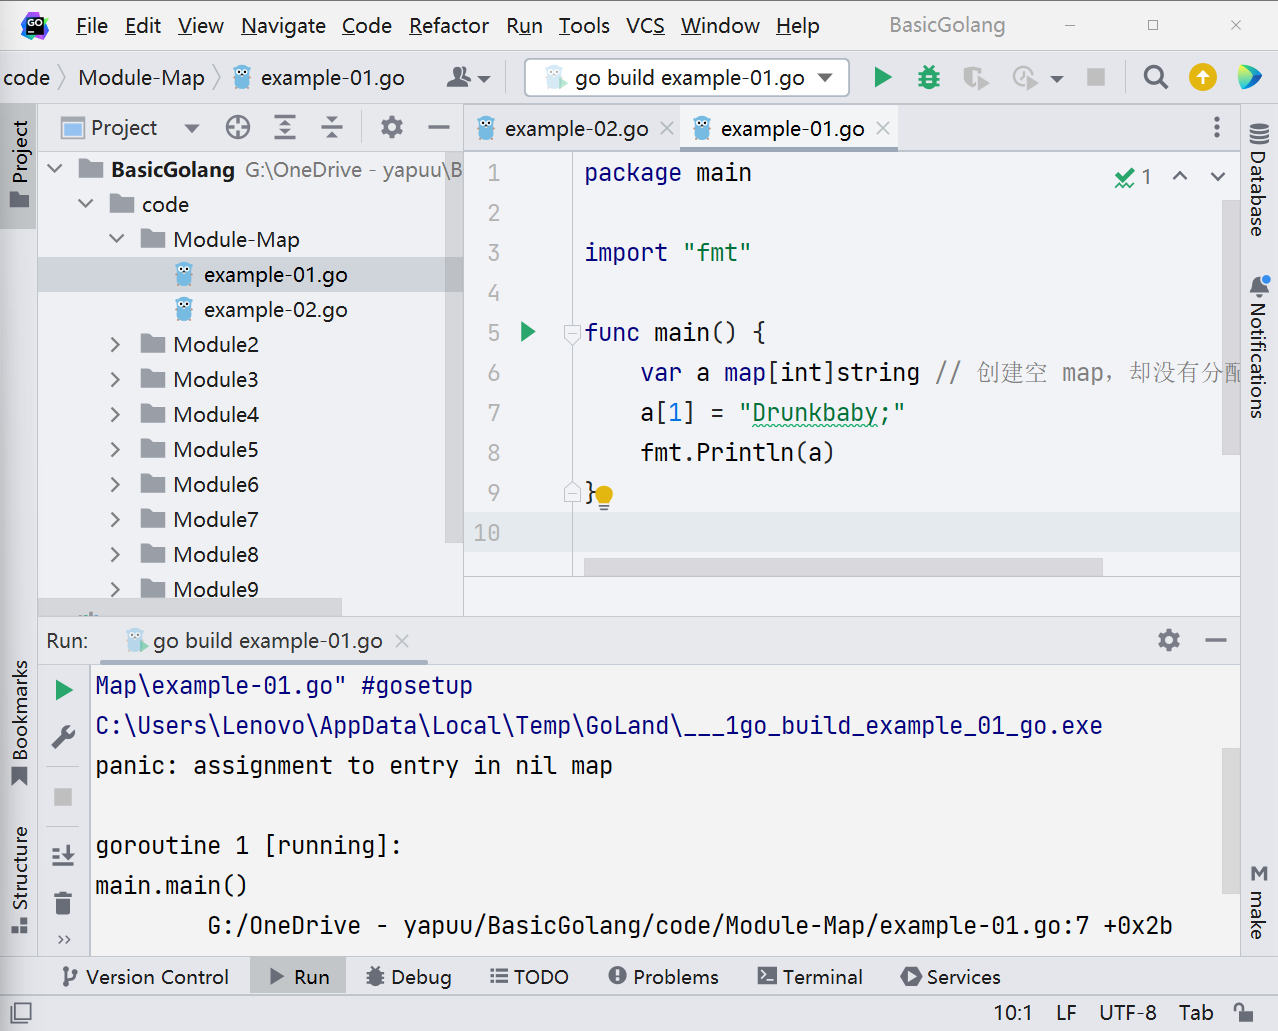 GO
File Edit View Navigate Code Refactor Run Tools VCS Window Help BasicGolang
code Module-Map example-01.go go build example-01.go
Project
Project
BasicGolang G:\OneDrive - yapuu\B
code
Module-Map
example-01.go
example-02.go
Module2
Module3
Module4
Module5
Module6
Module7
Module8
Module9
example-02.go example-01.go
1 package main
1
2
3 import "fmt"
4
5 func main() {
6 var a map[int]string // 创建空 map，却没有分配
7 a[1] = "Drunkbaby;"
8 fmt.Println(a)
9 }
10
Database
Notifications
make
Bookmarks
Structure
Run: go build example-01.go
Map\example-01.go" #gosetup
C:\Users\Lenovo\AppData\Local\Temp\GoLand\___1go_build_example_01_go.exe
panic: assignment to entry in nil map
goroutine 1 [running]:
main.main()
G:/OneDrive - yapuu/BasicGolang/code/Module-Map/example-01.go:7 +0x2b
Version Control Run Debug TODO Problems Terminal Services
10:1 LF UTF-8 Tab